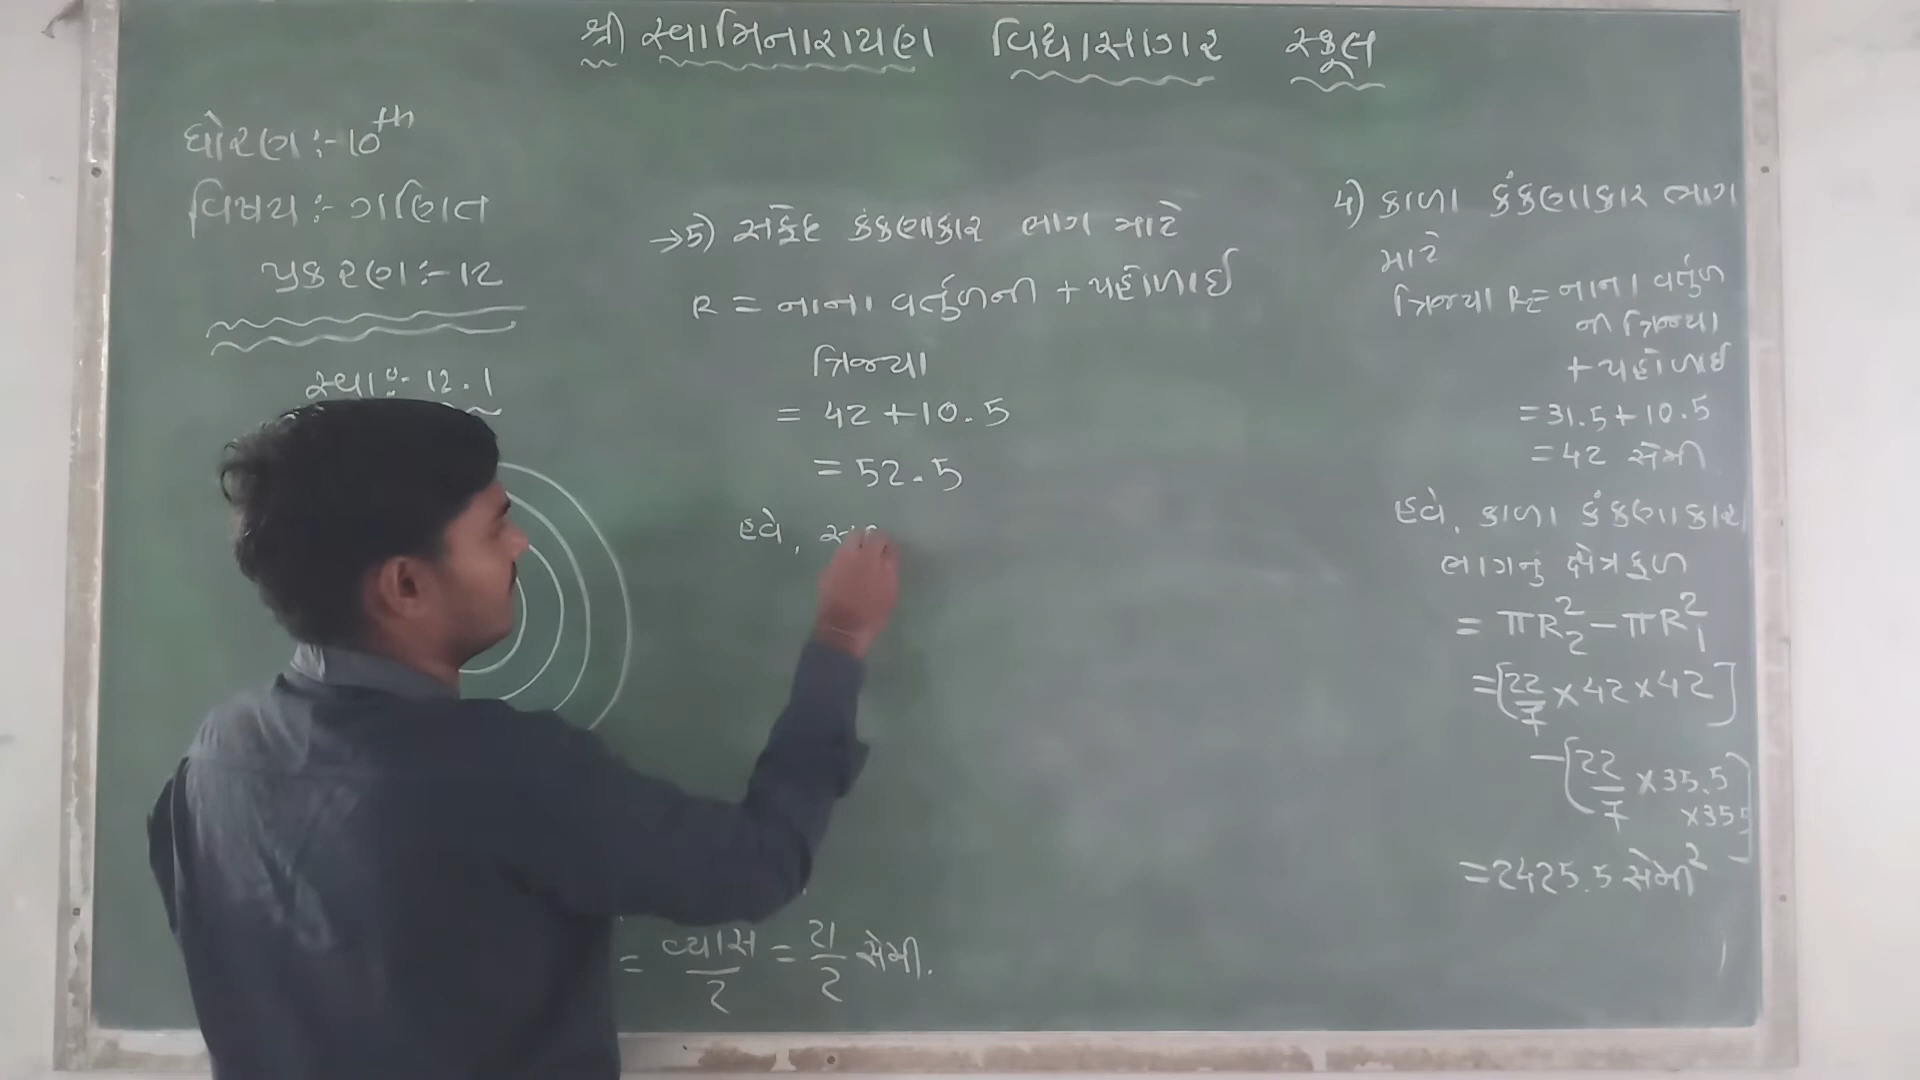 શ્રી સ્વામિનારાયણ વિદ્યાસાગર સ્કૂલ
ધોરણ:-10th
વિષય:- ગણિત
પ્રકરણ:-12
સ્વા૦:- 12.1
→5) સફેદ કંકણાકાર ભાગ માટે
R = નાના વર્તુળની + પહોળાઈ
ત્રિજ્યા
= 42 + 10.5
= 52.5
હવે,
= વ્યાસ/2 = 21/2 સેમી.
4) કાળા કંકણાકાર ભાગ
માટે
ત્રિજ્યા R2= નાના વર્તુળ
ની ત્રિજ્યા
+ પહોળાઈ
= 31.5 + 10.5
= 42 સેમી
હવે, કાળા કંકણાકાર
ભાગનું ક્ષેત્રફળ
= πR₂² - πR₁²
=[22/7 × 42 × 42]
-[22/7 × 35.5
× 355]
= 2425.5 સેમી²